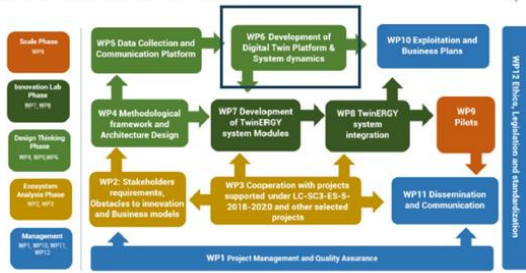 Scale Phase
WP9
Innovation Lab
Phase
WP7, WP8
Design Thinking
Phase
WP4, WP5,WP6
Ecosystem
Analysis Phase
WP2, WP3
Management
WP1, WP10, WP11,
WP12
WP5 Data Collection and
Communication Platform
WP6 Development of
Digital Twin Platform &
System dynamics
WP10 Exploitation and
Business Plans
WP4 Methodological
framework and
Architecture Design
WP7 Development of
TwinERGY
system Modules
WP8 TwinERGY
system
integration
WP9
Pilots
WP2: Stakeholders
requirements,
Obstacles to innovation
and Business models
WP3 Cooperation with projects
supported under LC-SC3-ES-5-
2018-2020 and other selected
projects
WP11 Dissemination
and Communication
WP1 Project Management and Quality Assurance
WP12 Ethics, Legislation and standardization